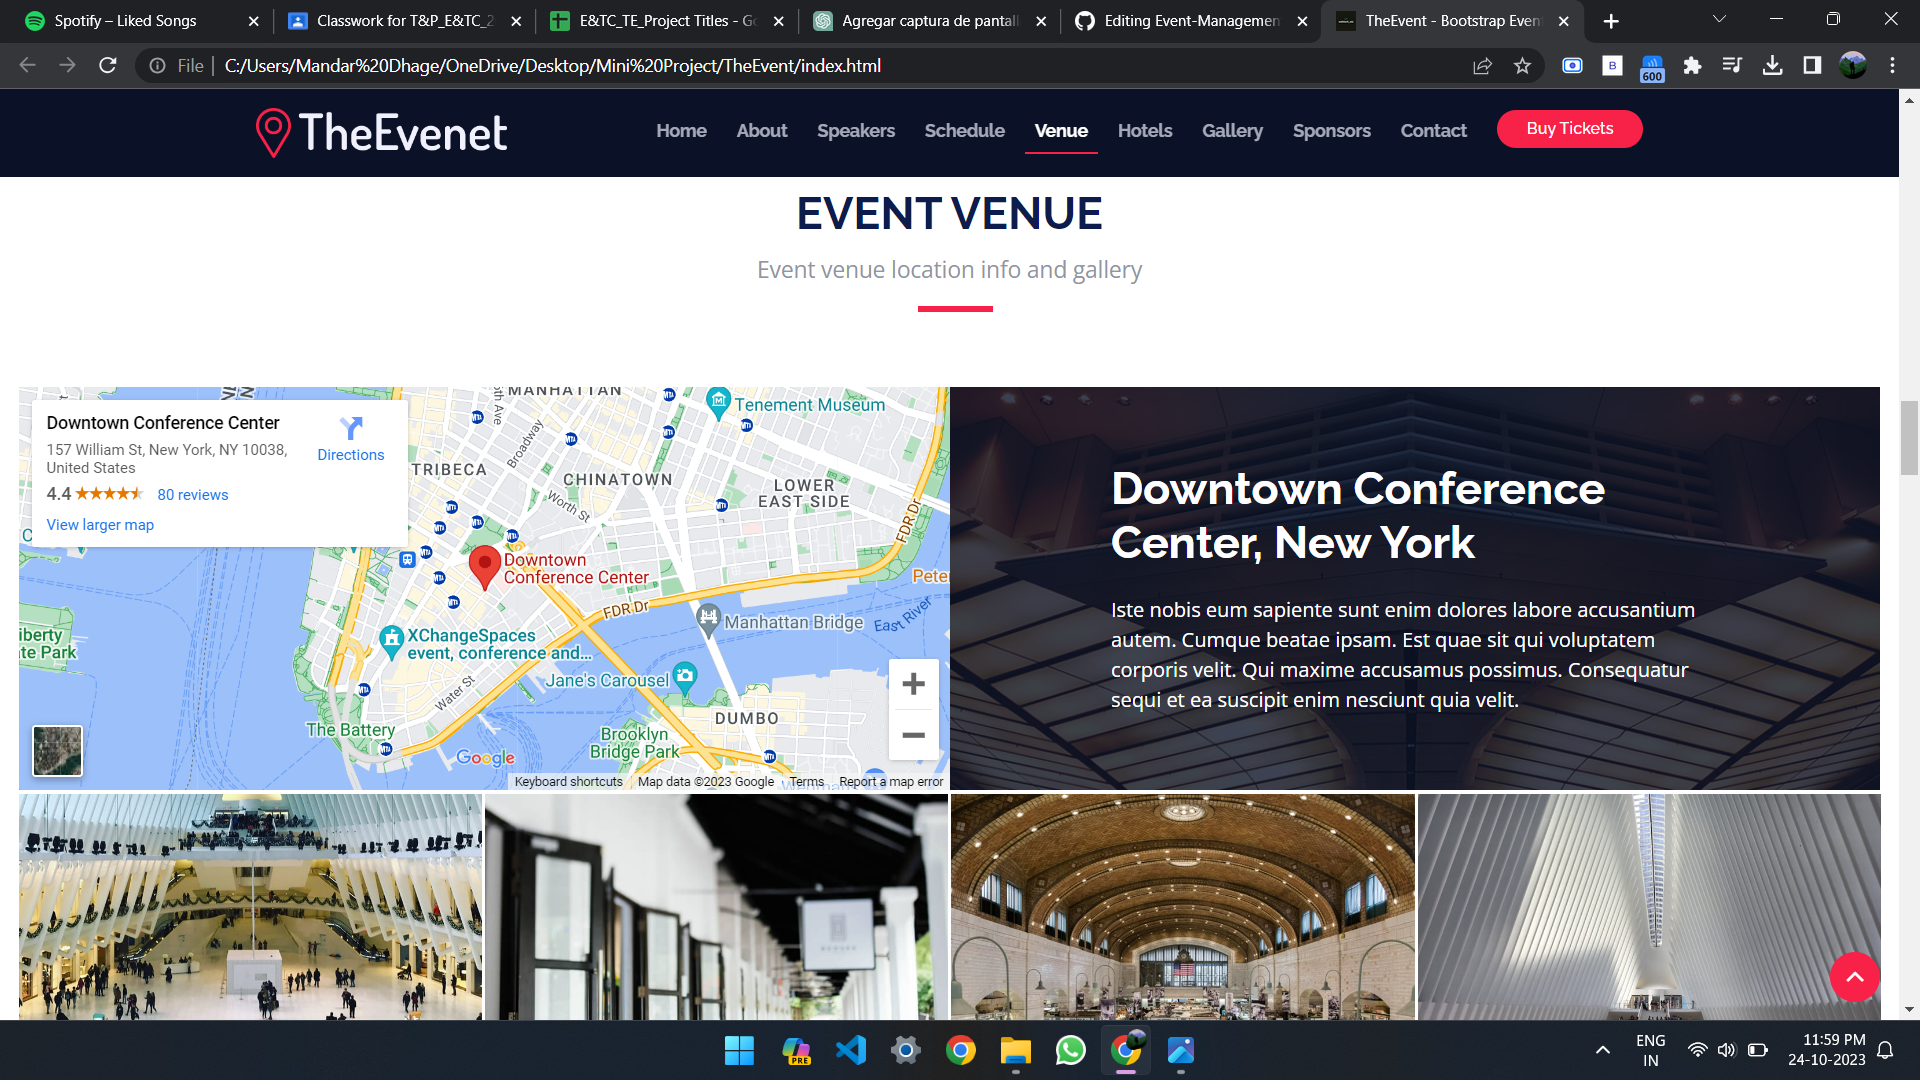 Spotify – Liked Songs
Classwork for T&P_E&TC_2
E&TC_TE_Project Titles - Go
Agregar captura de pantall
Editing Event-Managemen
TheEvent - Bootstrap Even
File
C:/Users/Mandar%20Dhage/OneDrive/Desktop/Mini%20Project/TheEvent/index.html
B
600
TheEvenet
Home
About
Speakers
Schedule
Venue
Hotels
Gallery
Sponsors
Contact
Buy Tickets
EVENT VENUE
Event venue location info and gallery
Downtown Conference Center
157 William St, New York, NY 10038,
United States
Directions
4.4
80 reviews
View larger map
MANHATTAN
Tenement Museum
Broadway
TRIBECA
CHINATOWN
LOWER
EAST SIDE
Worth St
FDR Dr
Downtown
Conference Center
Peter
FDR Dr
Manhattan Bridge
East River
iberty
te Park
XChangeSpaces
event, conference and...
Jane's Carousel
Water St
DUMBO
The Battery
Brooklyn
Bridge Park
Google
Keyboard shortcuts
Map data ©2023 Google
Terms
Report a map error
Downtown Conference
Center, New York
Iste nobis eum sapiente sunt enim dolores labore accusantium
autem. Cumque beatae ipsam. Est quae sit qui voluptatem
corporis velit. Qui maxime accusamus possimus. Consequatur
sequi et ea suscipit enim nesciunt quia velit.
PRE
ENG
IN
11:59 PM
24-10-2023